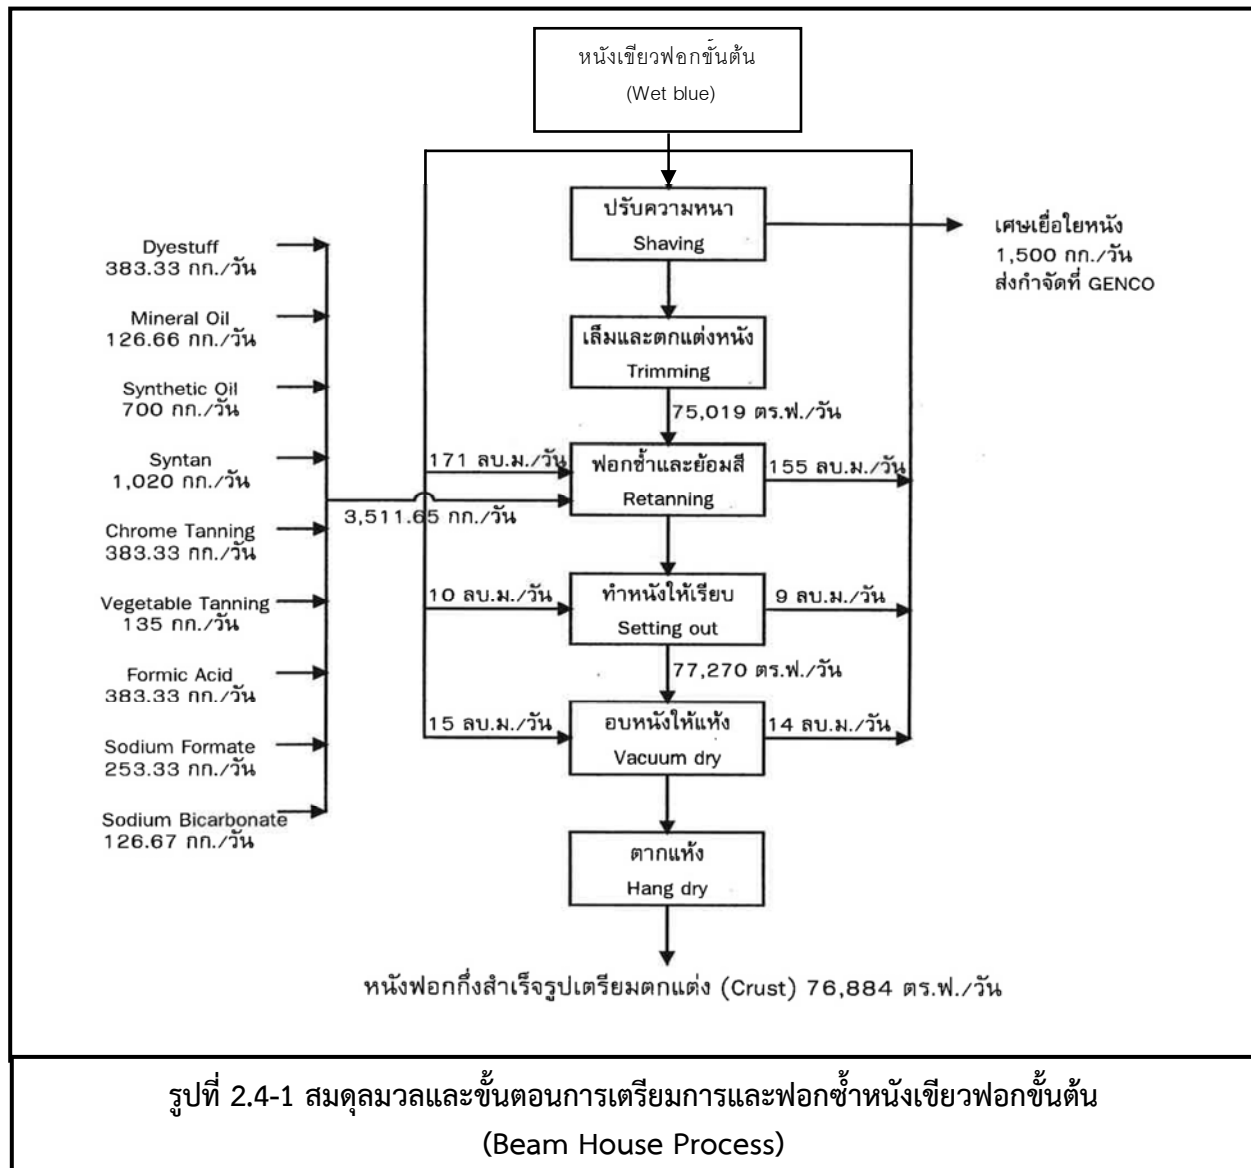 หนังเขียวฟอกขั้นต้น
(Wet blue)
ปรับความหนา
Shaving
เศษเยื่อใยหนัง
1,500 กก./วัน
ส่งกำจัดที่ GENCO
เล็มและตกแต่งหนัง
Trimming
75,019 ตร.ฟ./วัน
Dyestuff
383.33 กก./วัน
Mineral Oil
126.66 กก./วัน
Synthetic Oil
700 กก./วัน
Syntan
1,020 กก./วัน
Chrome Tanning
383.33 กก./วัน
Vegetable Tanning
135 กก./วัน
Formic Acid
383.33 กก./วัน
Sodium Formate
253.33 กก./วัน
Sodium Bicarbonate
126.67 กก./วัน
3,511.65 กก./วัน
171 ลบ.ม./วัน
ฟอกซ้ำและย้อมสี
Retanning
155 ลบ.ม./วัน
10 ลบ.ม./วัน
ทำหนังให้เรียบ
Setting out
9 ลบ.ม./วัน
77,270 ตร.ฟ./วัน
15 ลบ.ม./วัน
อบหนังให้แห้ง
Vacuum dry
14 ลบ.ม./วัน
ตากแห้ง
Hang dry
หนังฟอกกึ่งสำเร็จรูปเตรียมตกแต่ง (Crust) 76,884 ตร.ฟ./วัน
รูปที่ 2.4-1 สมดุลมวลและขั้นตอนการเตรียมการและฟอกซ้ำหนังเขียวฟอกขั้นต้น
(Beam House Process)